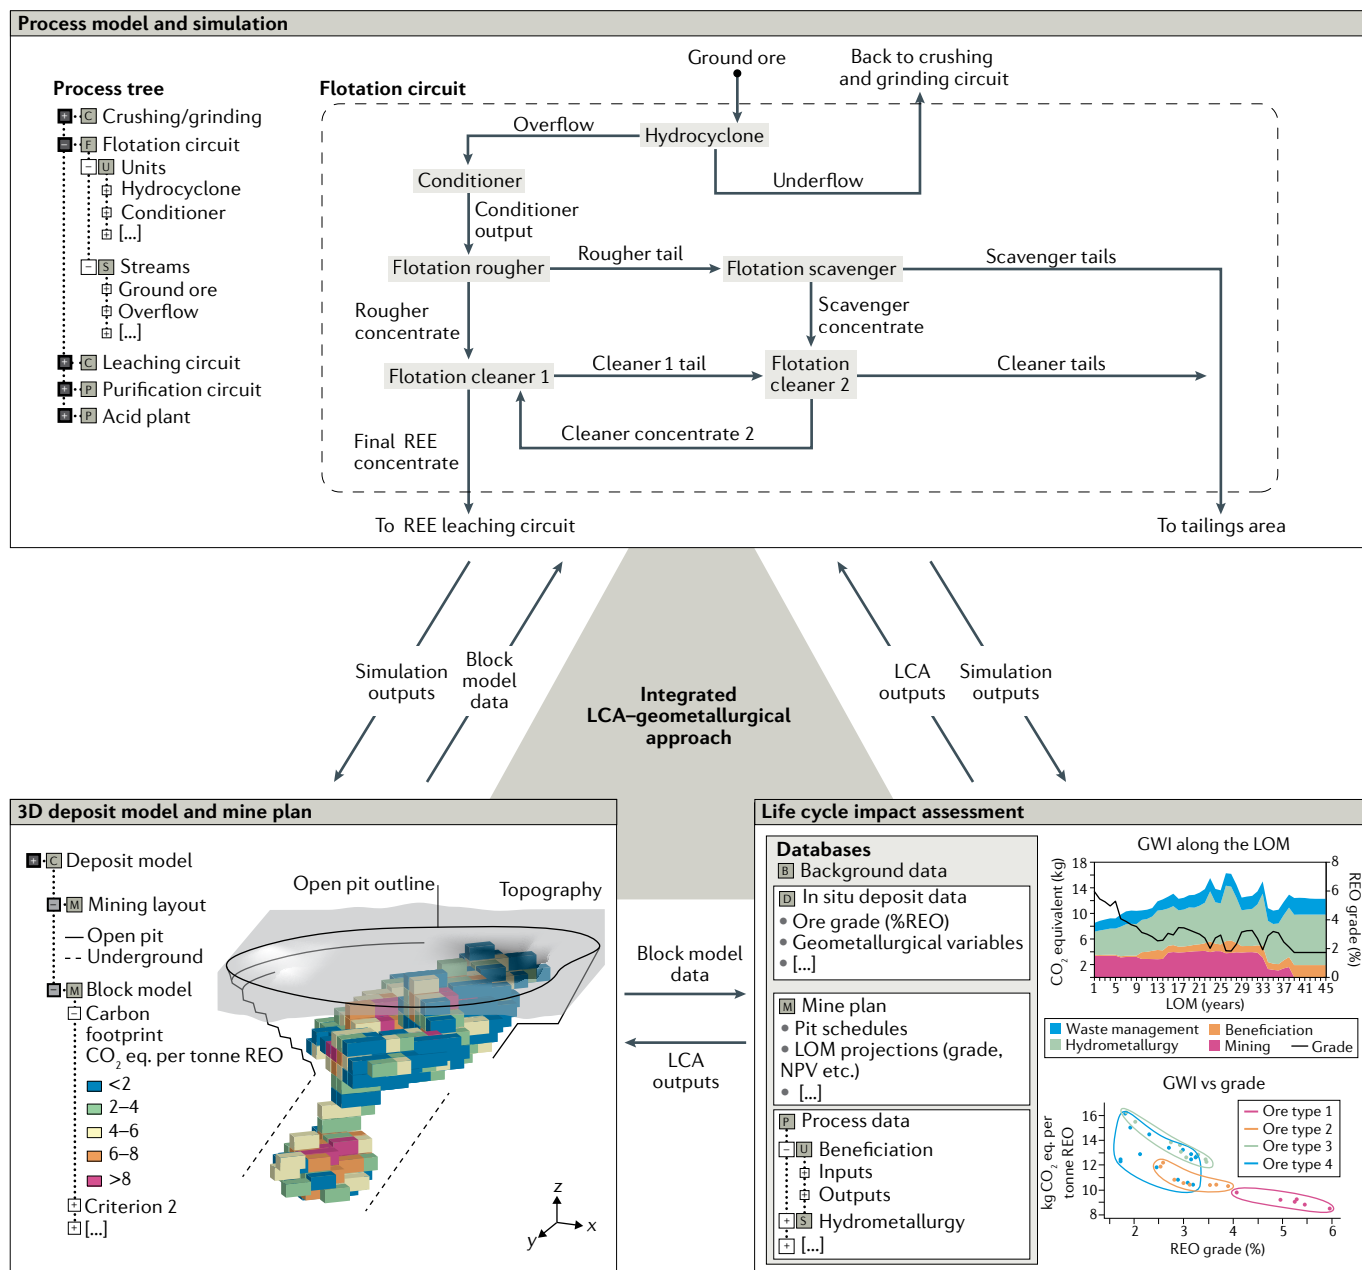 Process model and simulation
Process tree
+ C Crushing/grinding
− F Flotation circuit
− U Units
+ Hydrocyclone
+ Conditioner
+ [...]
− S Streams
+ Ground ore
+ Overflow
+ [...]
+ C Leaching circuit
+ P Purification circuit
+ P Acid plant
Flotation circuit
Ground ore
Back to crushing
and grinding circuit
Overflow
Hydrocyclone
Conditioner
Underflow
Conditioner
output
Flotation rougher
Rougher tail
Flotation scavenger
Scavenger tails
Rougher
concentrate
Scavenger
concentrate
Flotation cleaner 1
Cleaner 1 tail
Flotation
cleaner 2
Cleaner tails
Cleaner concentrate 2
Final REE
concentrate
To REE leaching circuit
To tailings area
Simulation
outputs
Block
model
data
Integrated
LCA–geometallurgical
approach
LCA
outputs
Simulation
outputs
3D deposit model and mine plan
+ C Deposit model
− M Mining layout
Open pit
Underground
− M Block model
− Carbon
footprint
CO2 eq. per tonne REO
<2
2–4
4–6
6–8
>8
+ Criterion 2
+ [...]
Open pit outline
Topography
z
x
y
Block model
data
LCA
outputs
Life cycle impact assessment
Databases
B Background data
D In situ deposit data
• Ore grade (%REO)
• Geometallurgical variables
• [...]
M Mine plan
• Pit schedules
• LOM projections (grade,
NPV etc.)
• [...]
P Process data
− U Beneficiation
+ Inputs
+ Outputs
+ S Hydrometallurgy
+ [...]
GWI along the LOM
CO2 equivalent (kg)
18
14
10
6
2
REO grade (%)
8
6
4
2
0
1 5 9 13 17 21 25 29 33 37 41 45
LOM (years)
Waste management
Beneficiation
Hydrometallurgy
Mining
Grade
GWI vs grade
kg CO2 eq. per
tonne REO
16
14
12
10
8
2 3 4 5 6
REO grade (%)
Ore type 1
Ore type 2
Ore type 3
Ore type 4